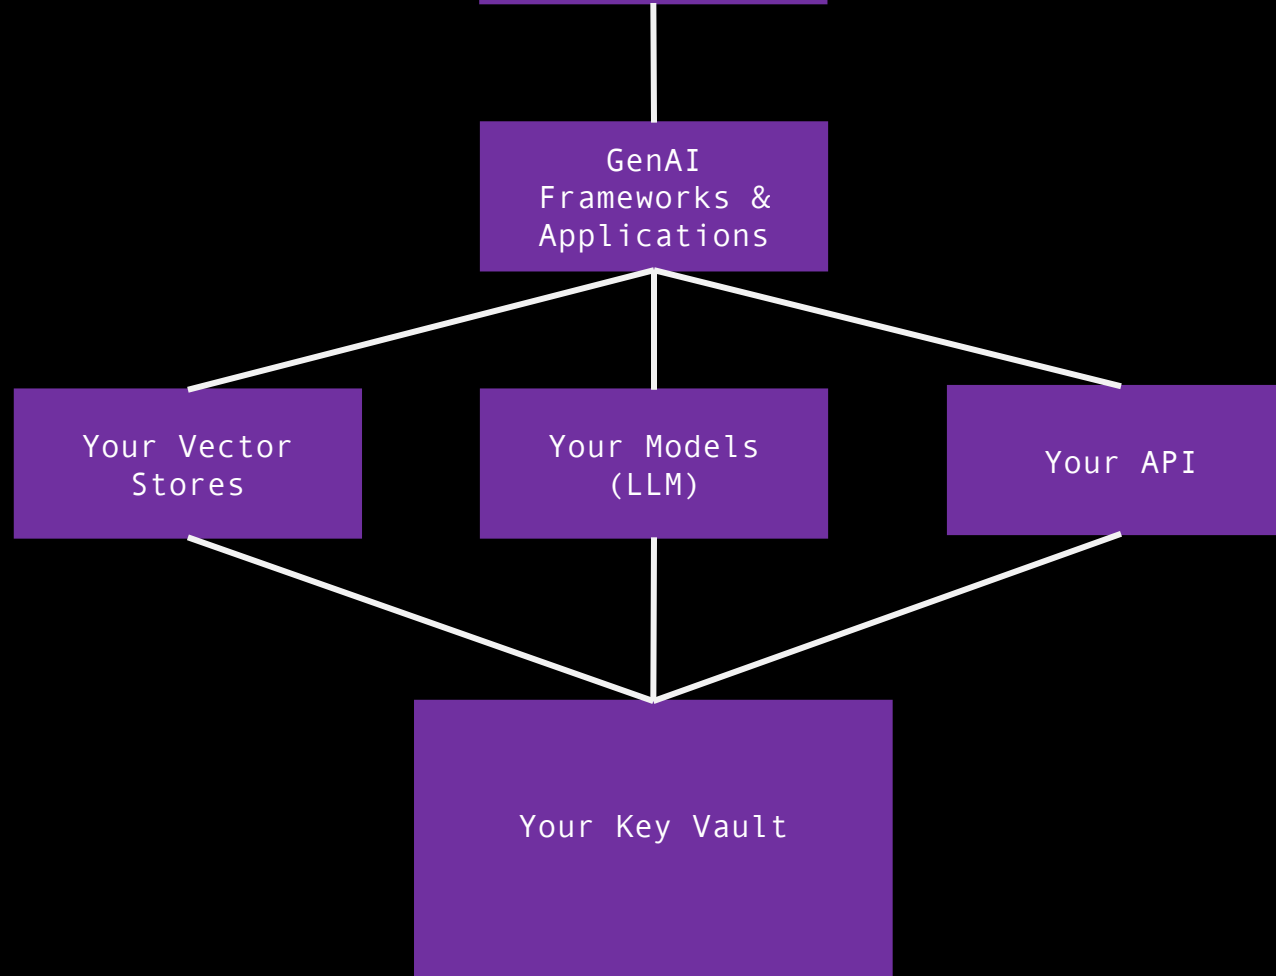 GenAI
Frameworks &
Applications
Your Vector
Stores
Your Models
(LLM)
Your API
Your Key Vault